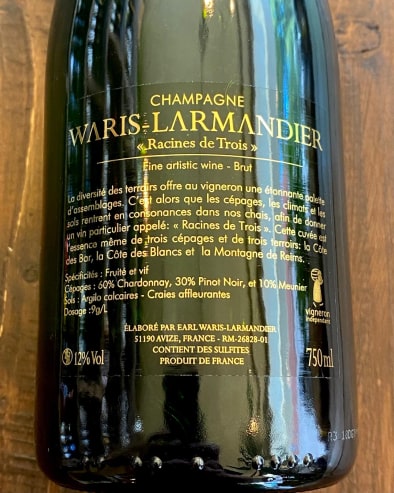 CHAMPAGNE
WARIS-LARMANDIER
« Racines de Trois »
Fine artistic wine - Brut
La diversité des terroirs offre au vigneron une étonnante palette
d'assemblages. C'est alors que les cépages, les climats et les
sols rentrent en consonances dans nos chais, afin de donner
un vin particulier appelé: « Racines de Trois ». Cette cuvée est
l'essence même de trois cépages et de trois terroirs: la Côte
des Bar, la Côte des Blancs et la Montagne de Reims.
Spécificités : Fruité et vif
Cépages : 60% Chardonnay, 30% Pinot Noir, et 10% Meunier
Sols : Argilo calcaires - Craies affleurantes
Dosage :9g/L
vigneron
indépendant
ÉLABORÉ PAR EARL WARIS-LARMANDIER
51190 AVIZE, FRANCE - RM-26828-01
CONTIENT DES SULFITES
PRODUIT DE FRANCE
12%Vol
750ml